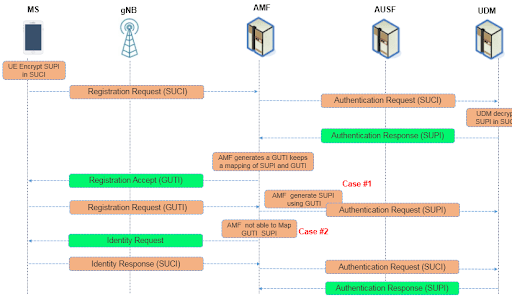 MS gNB AMF AUSF UDM
UE Encrypt SUPI
in SUCI
Registration Request (SUCI)
Authentication Request (SUCI)
UDM decryp
SUPI in SUC
Authentication Response (SUPI)
AMF generates a GUTI keeps
a mapping of SUPI and GUTI
Registration Accept (GUTI)
Case #1
AMF generate SUPI
using GUTI
Registration Request (GUTI)
Authentication Request (SUPI)
AMF not able to Map
GUTI SUPI
Case #2
Identity Request
Identity Response (SUCI)
Authentication Request (SUCI)
Authentication Response (SUPI)